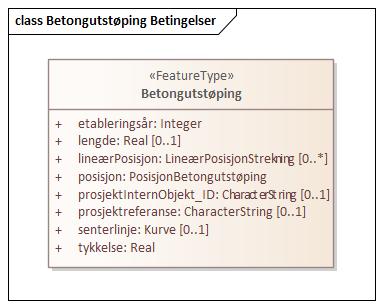 class Betongutstøping Betingelser
«FeatureType»
Betongutstøping
+ etableringsår: Integer
+ lengde: Real [0..1]
+ lineærPosisjon: LineærPosisjonStrekning [0..*]
+ posisjon: PosisjonBetongutstøping
+ prosjektInternObjekt_ID: CharacterString [0..1]
+ prosjektreferanse: CharacterString [0..1]
+ senterlinje: Kurve [0..1]
+ tykkelse: Real